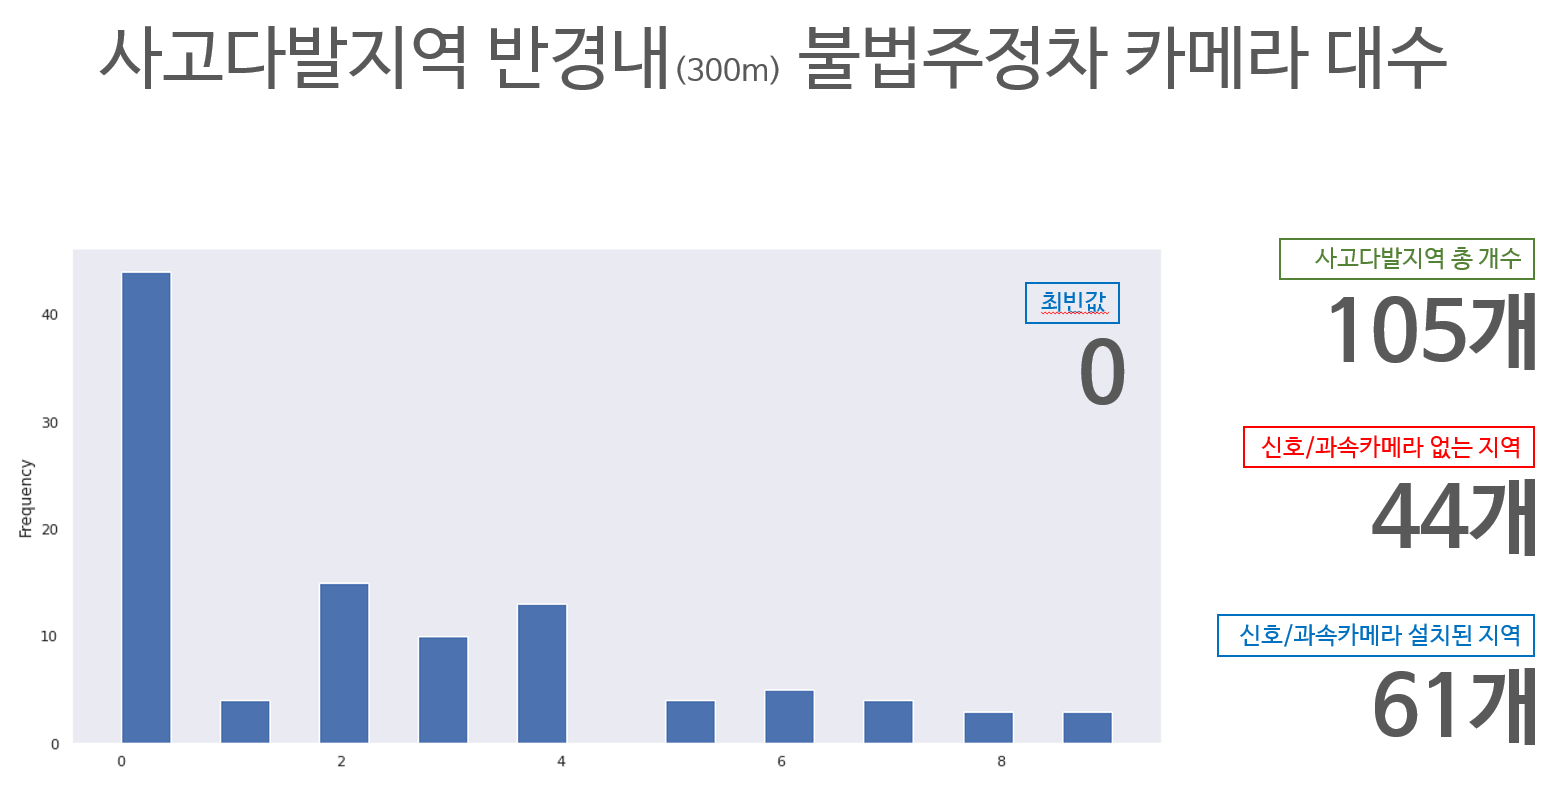 사고다발지역 반경내(300m) 불법주정차 카메라 대수
사고다발지역 총 개수
105개
최빈값
0
신호/과속카메라 없는 지역
44개
신호/과속카메라 설치된 지역
61개
Frequency
40
30
20
10
0
0 2 4 6 8